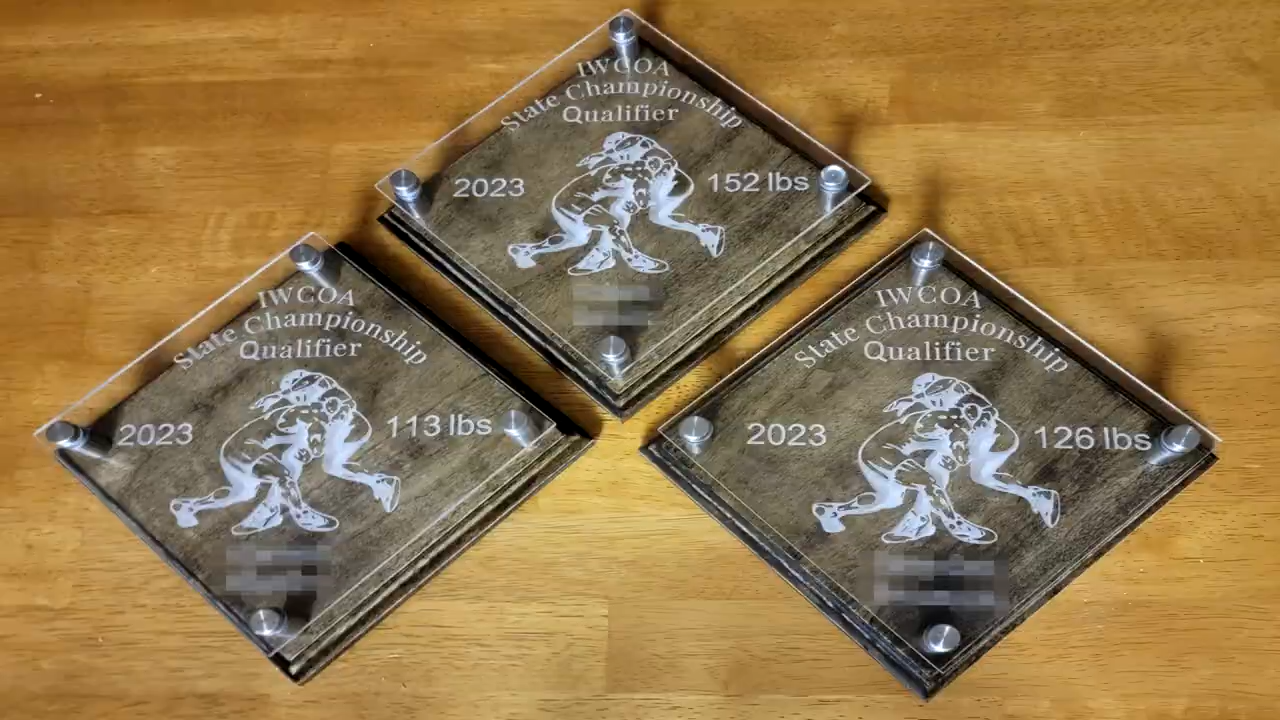 IWCOA
State Championship
Qualifier
2023 152 lbs
IWCOA
State Championship
Qualifier
2023 113 lbs
IWCOA
State Championship
Qualifier
2023 126 lbs